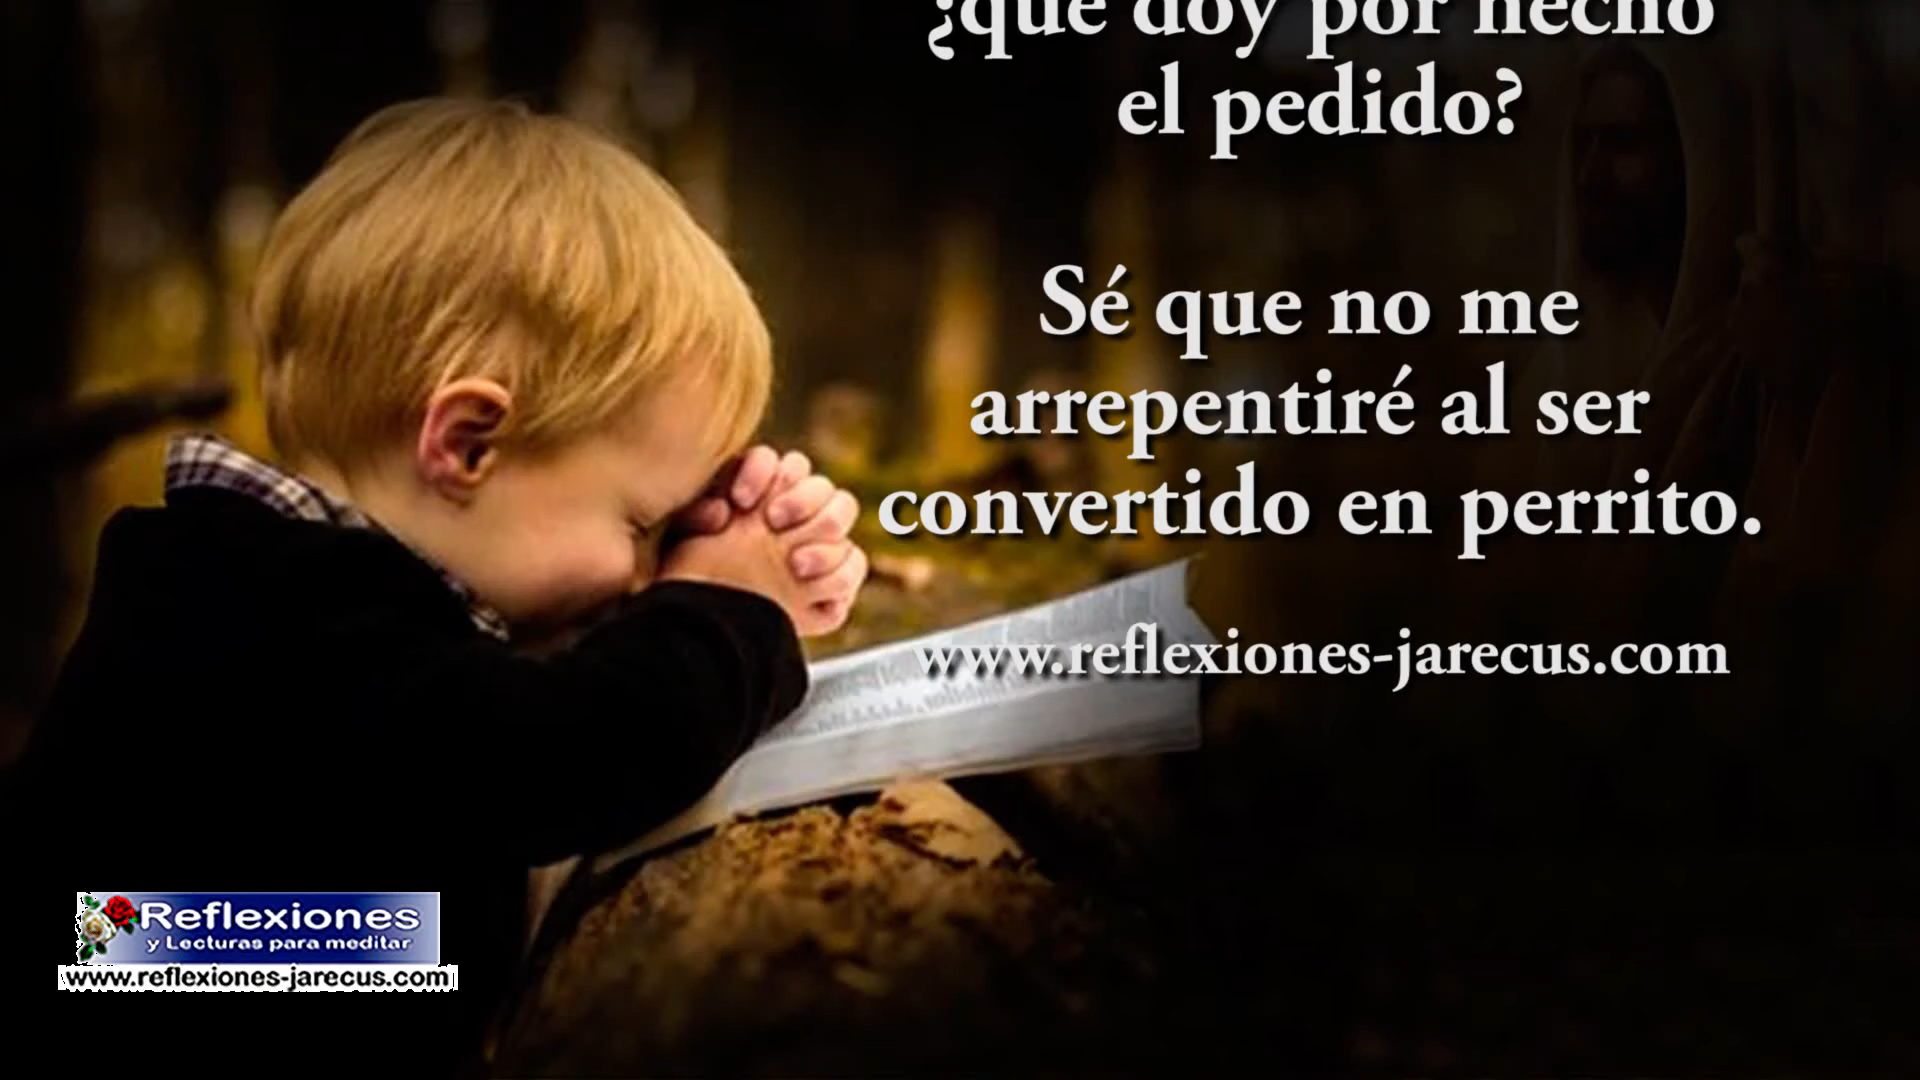 ¿que doy por hecho
el pedido?
Sé que no me
arrepentiré al ser
convertido en perrito.
www.reflexiones-jarecus.com
Reflexiones
y Lecturas para meditar
www.reflexiones-jarecus.com